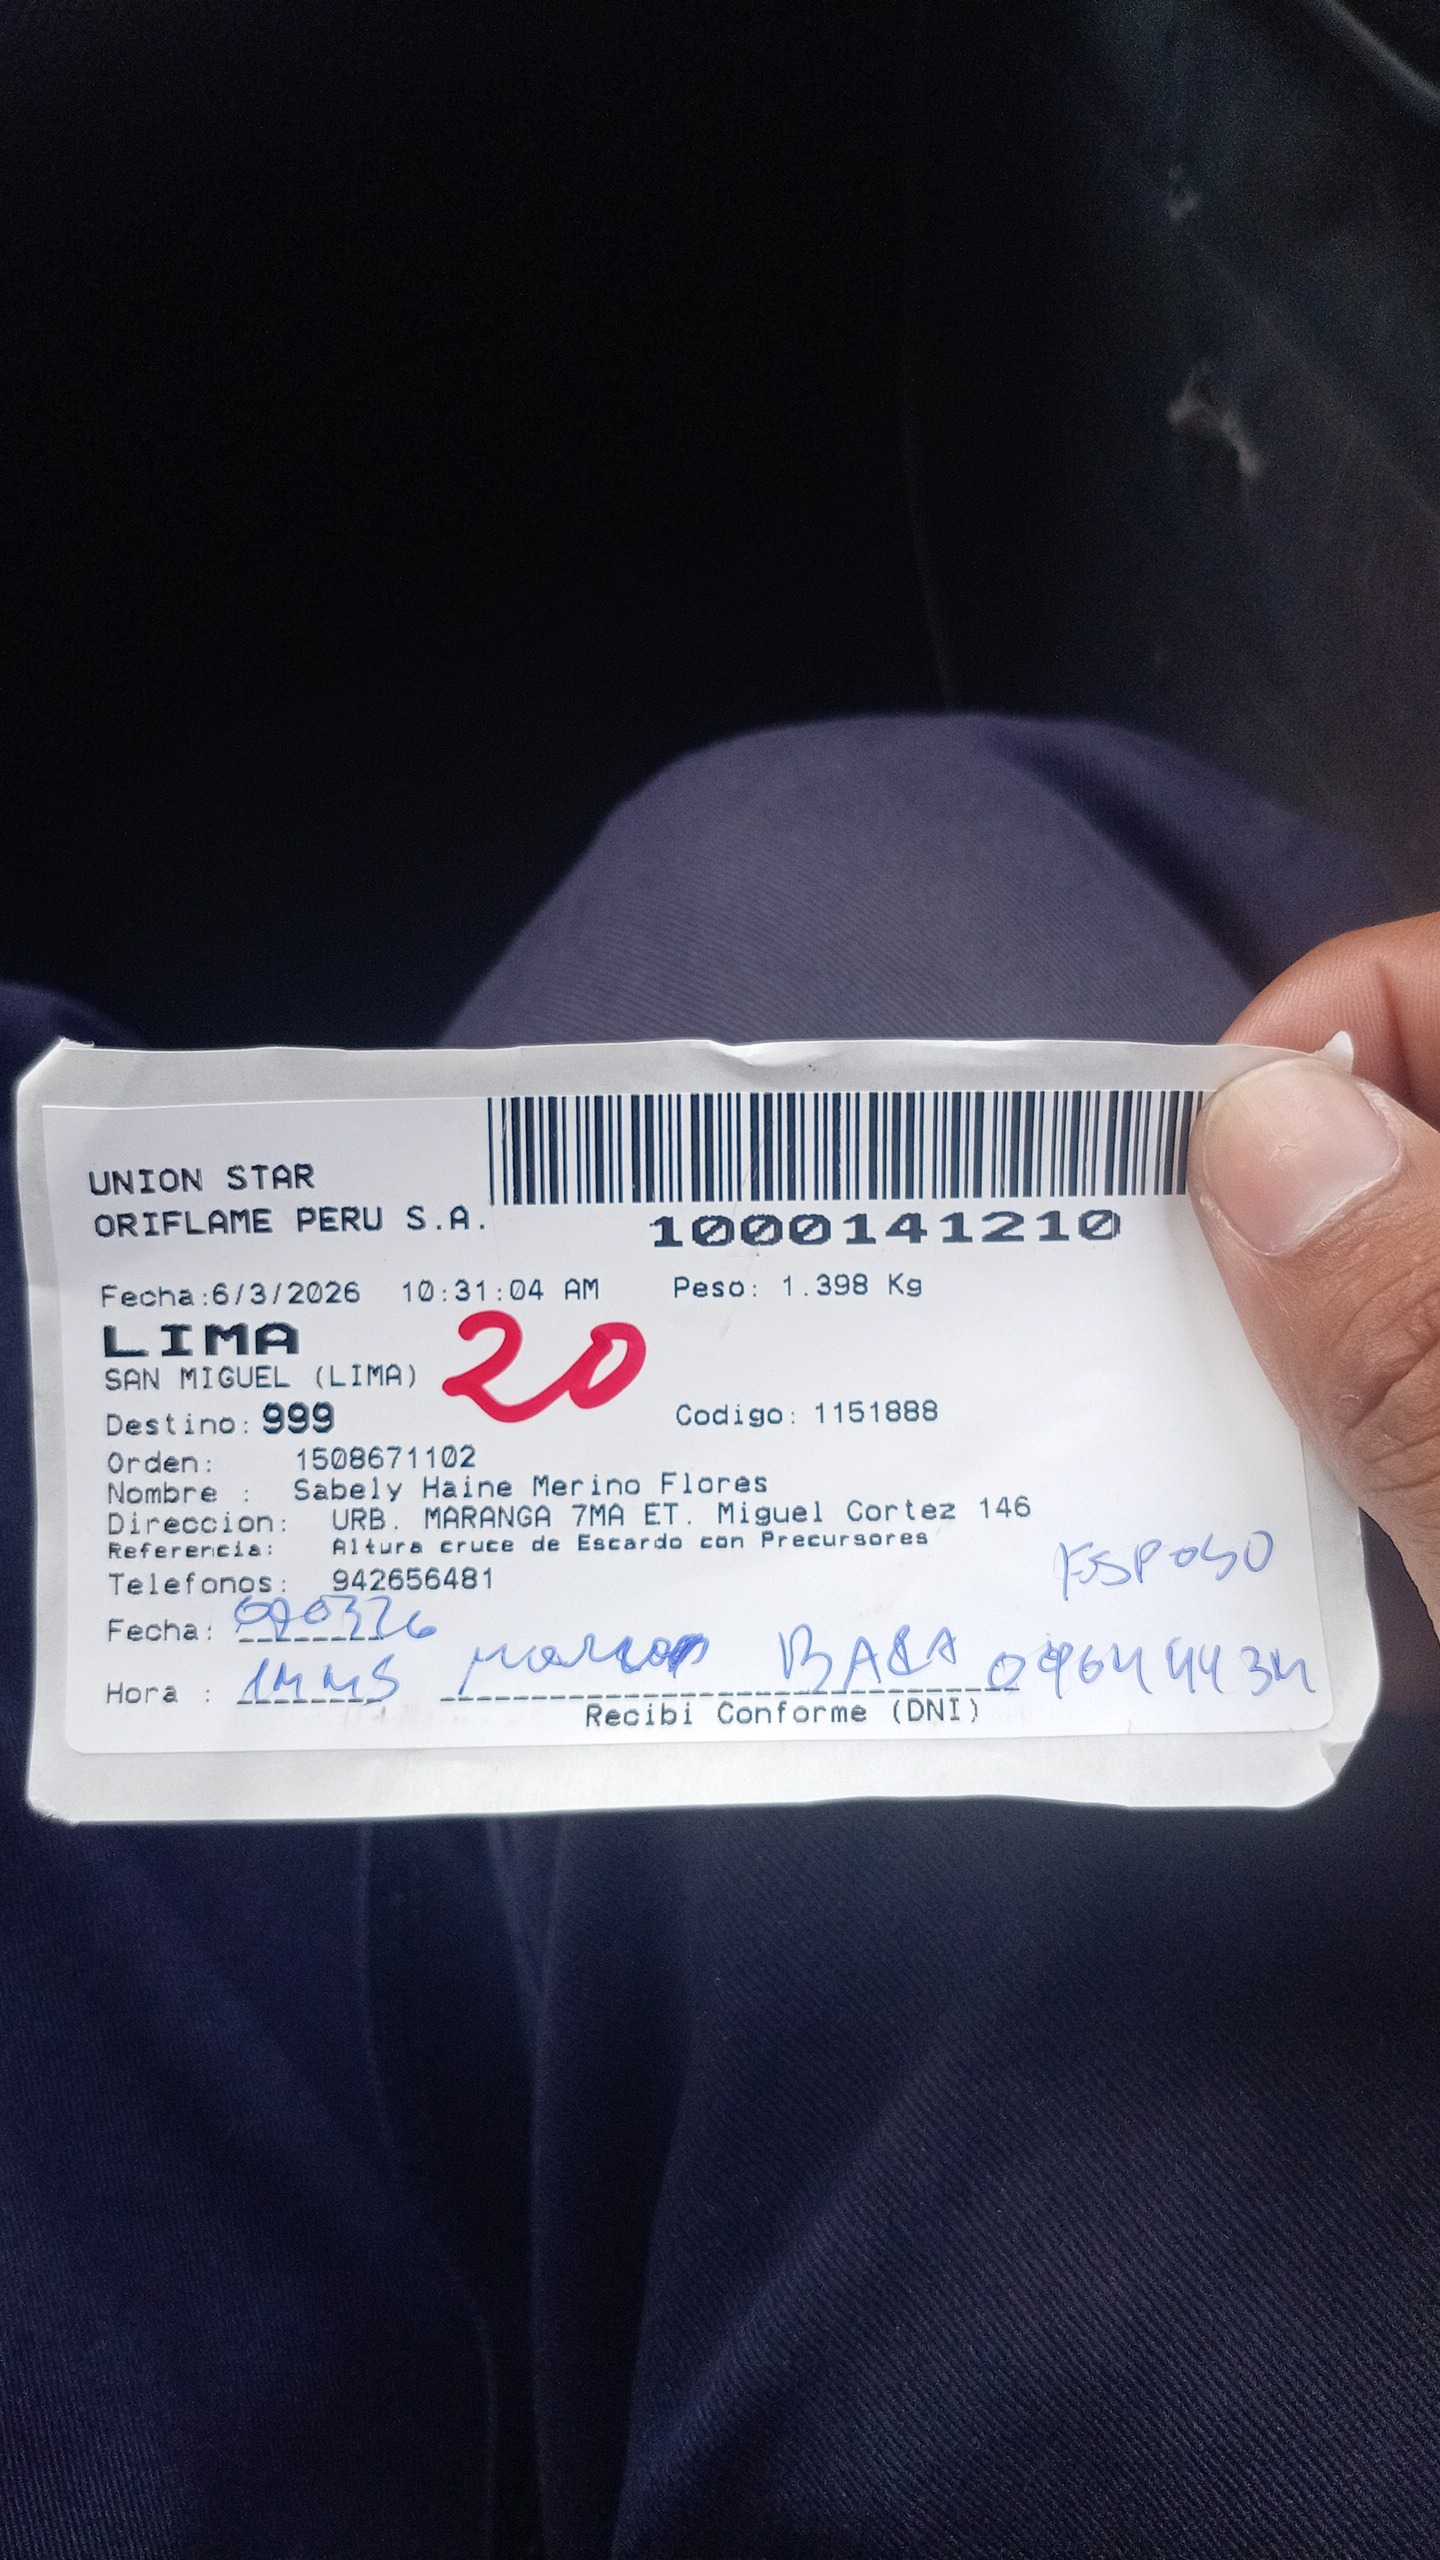 UNION STAR
ORIFLAME PERU S.A.
1000141210
Fecha:6/3/2026 10:31:04 AM Peso: 1.398 Kg
LIMA
20
SAN MIGUEL (LIMA)
Destino: 999 Codigo: 1151888
Orden: 1508671102
Nombre : Sabely Haine Merino Flores
Direccion: URB. MARANGA 7MA ET. Miguel Cortez 146
Referencia: Altura cruce de Escardo con Precursores
Telefonos: 942656481
ESPOSO
Fecha:
Hora :
Recibi Conforme (DNI)